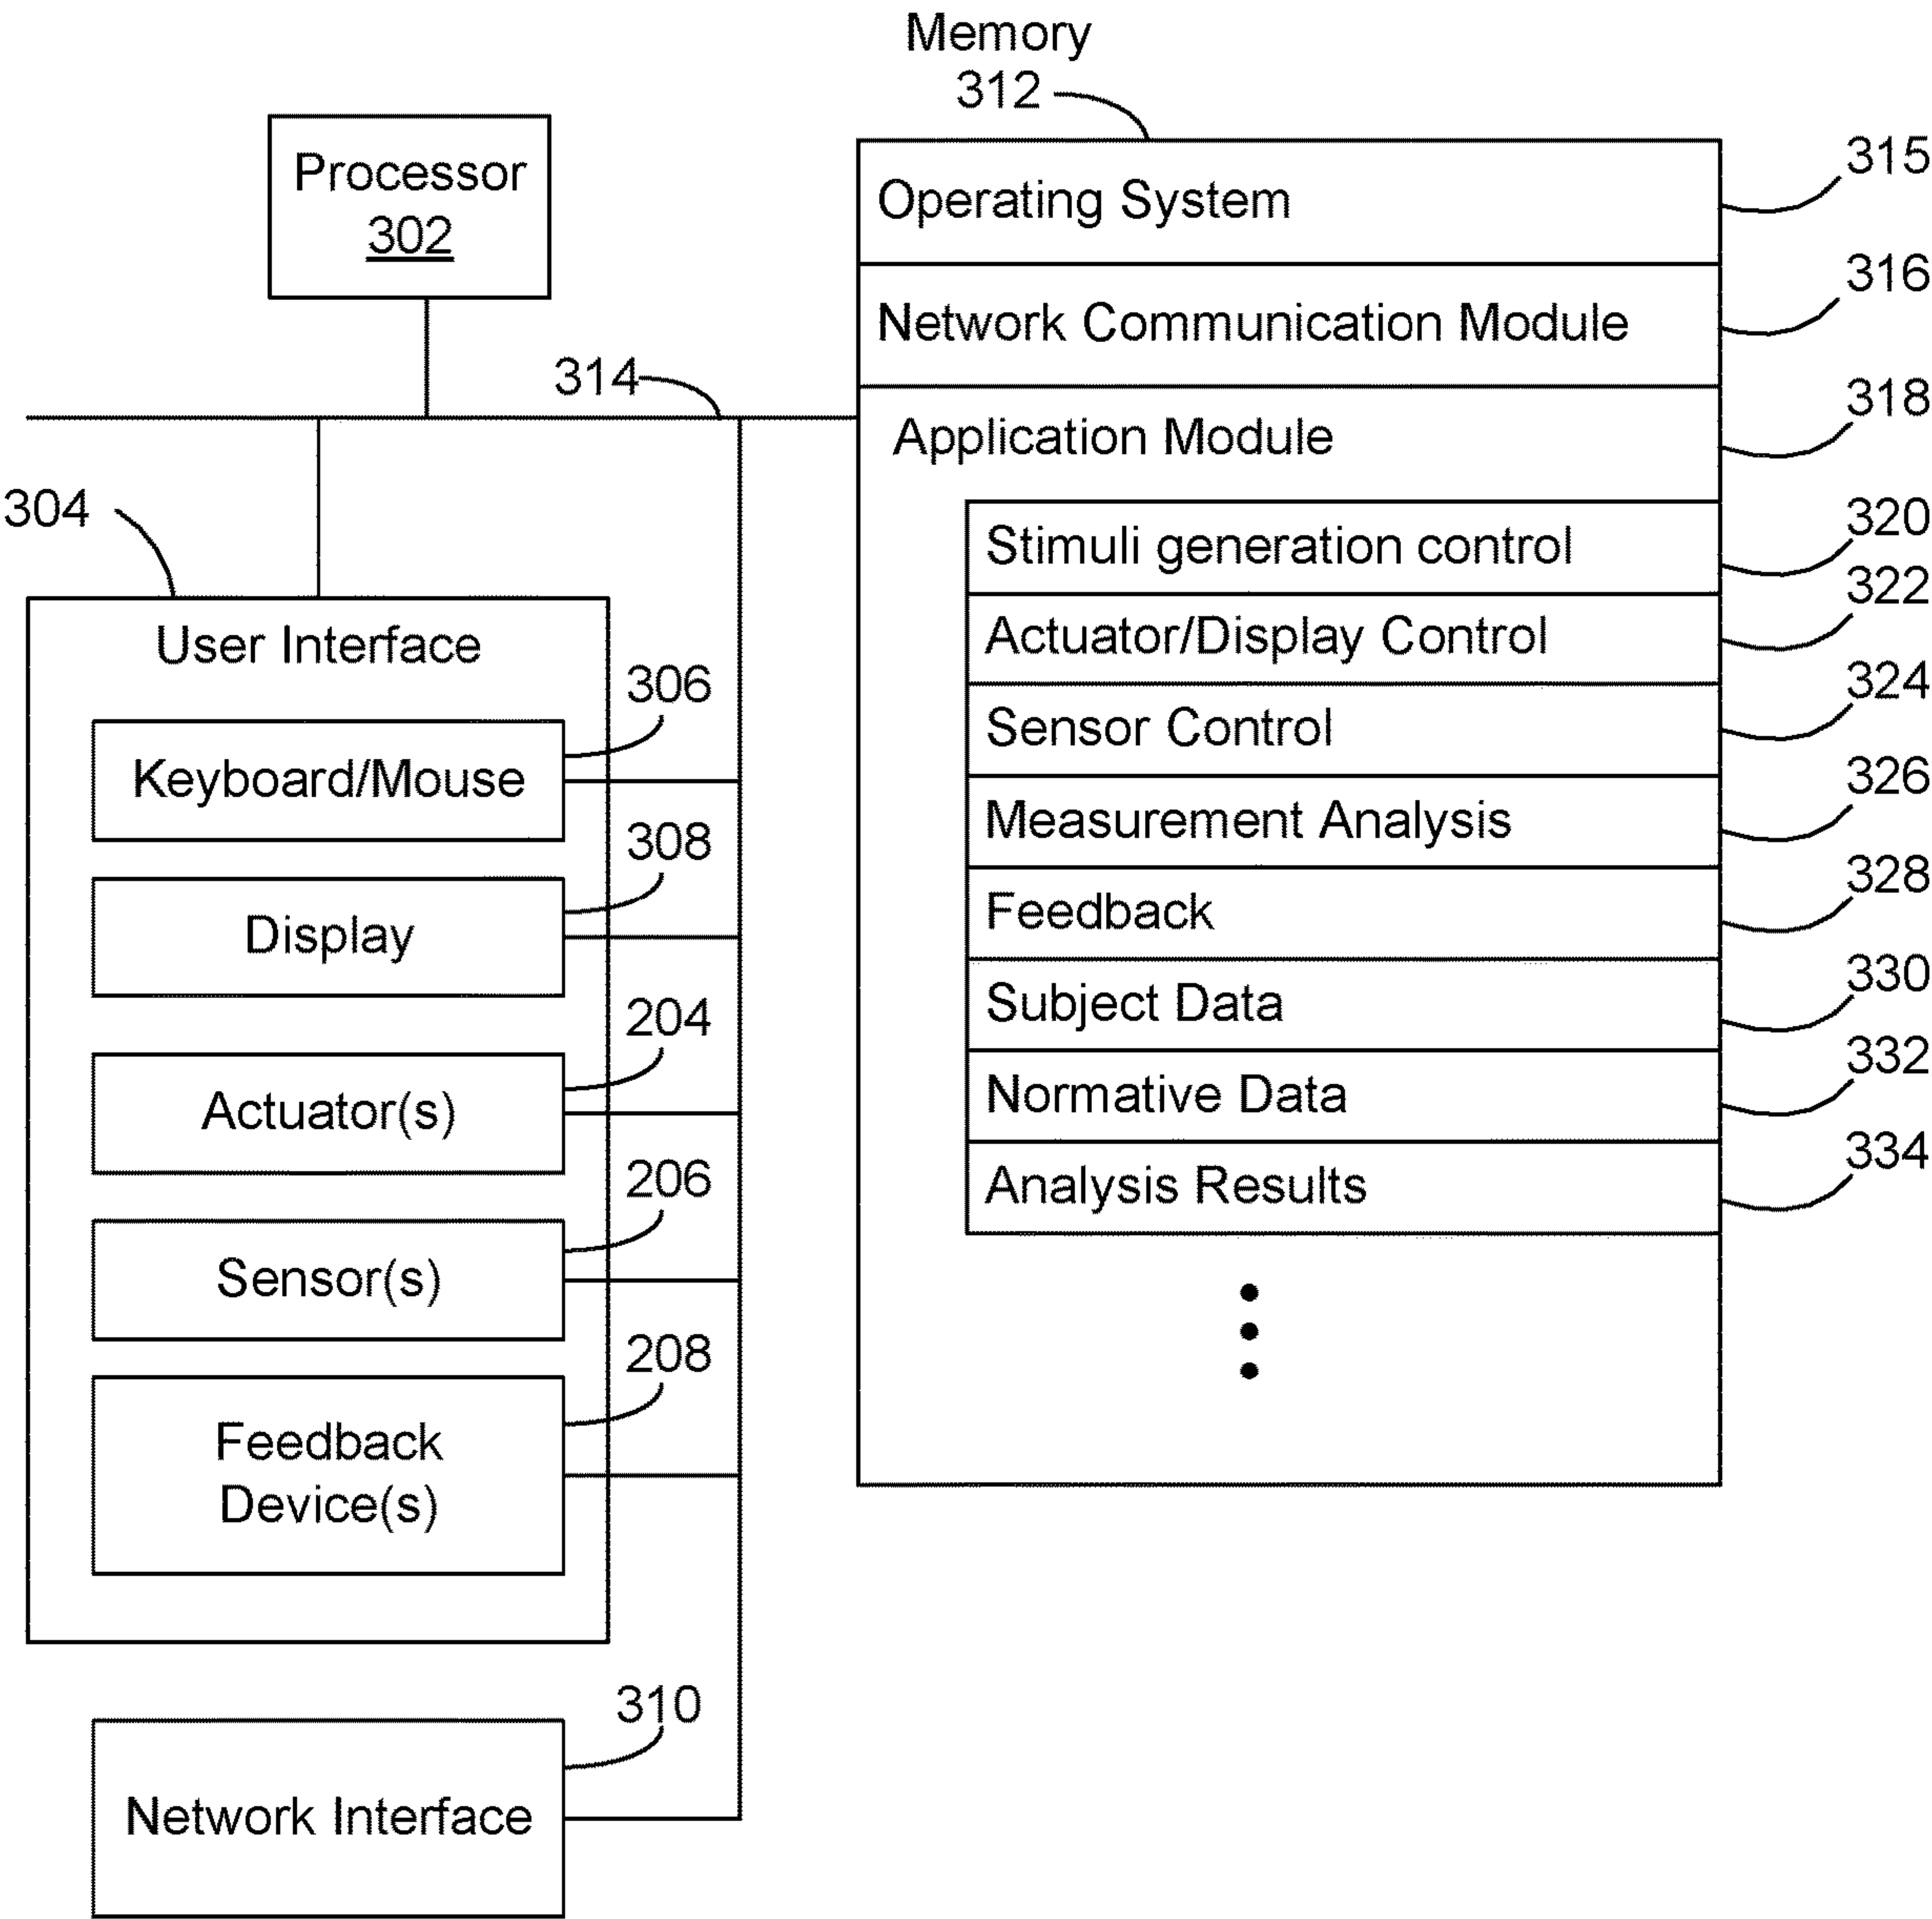 Memory
312
Processor
302
314
Operating System
315
Network Communication Module
316
Application Module
318
Stimuli generation control
320
Actuator/Display Control
322
Sensor Control
324
Measurement Analysis
326
Feedback
328
Subject Data
330
Normative Data
332
Analysis Results
334
304
User Interface
306
Keyboard/Mouse
308
Display
204
Actuator(s)
206
Sensor(s)
208
Feedback
Device(s)
310
Network Interface